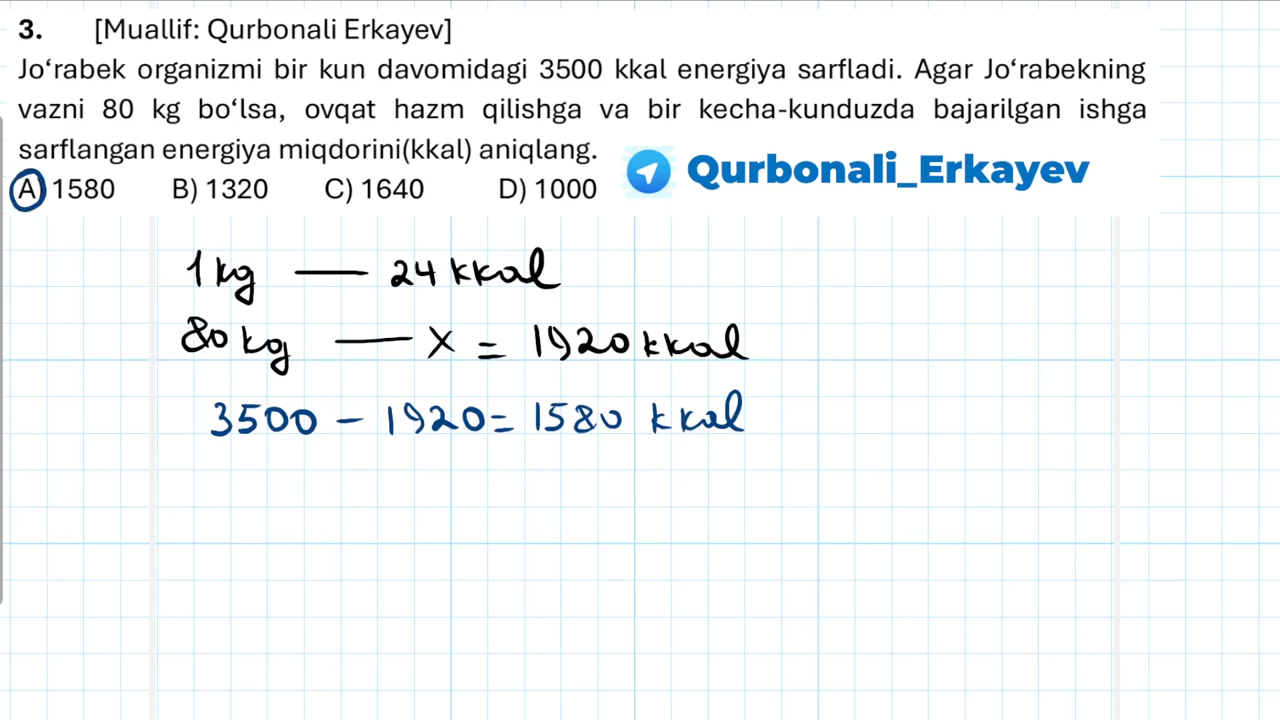 3. [Muallif: Qurbonali Erkayev]
Jo‘rabek organizmi bir kun davomidagi 3500 kkal energiya sarfladi. Agar Jo‘rabekning
vazni 80 kg bo‘lsa, ovqat hazm qilishga va bir kecha-kunduzda bajarilgan ishga
sarflangan energiya miqdorini(kkal) aniqlang.
Qurbonali_Erkayev
A) 1580 B) 1320 C) 1640 D) 1000
1kg — 24 kkal
80 kg — x = 1920 kkal
3500 - 1920 = 1580 kkal